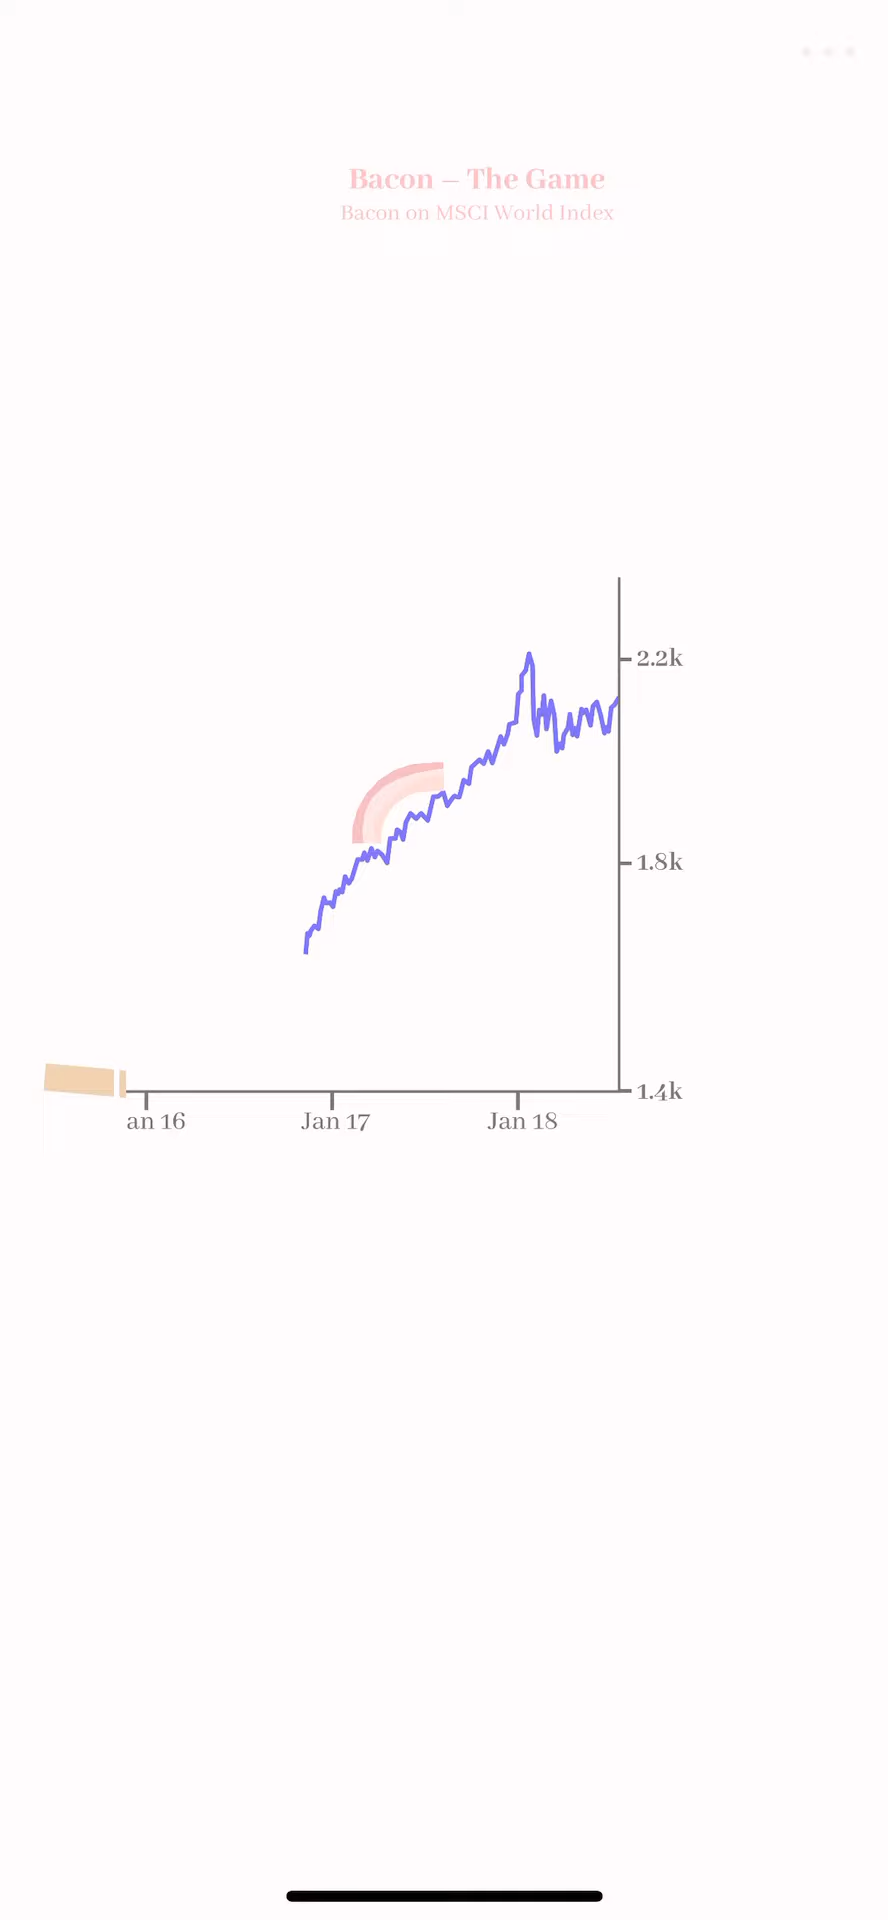 Bacon – The Game
Bacon on MSCI World Index
2.2k
1.8k
1.4k
an 16
Jan 17
Jan 18